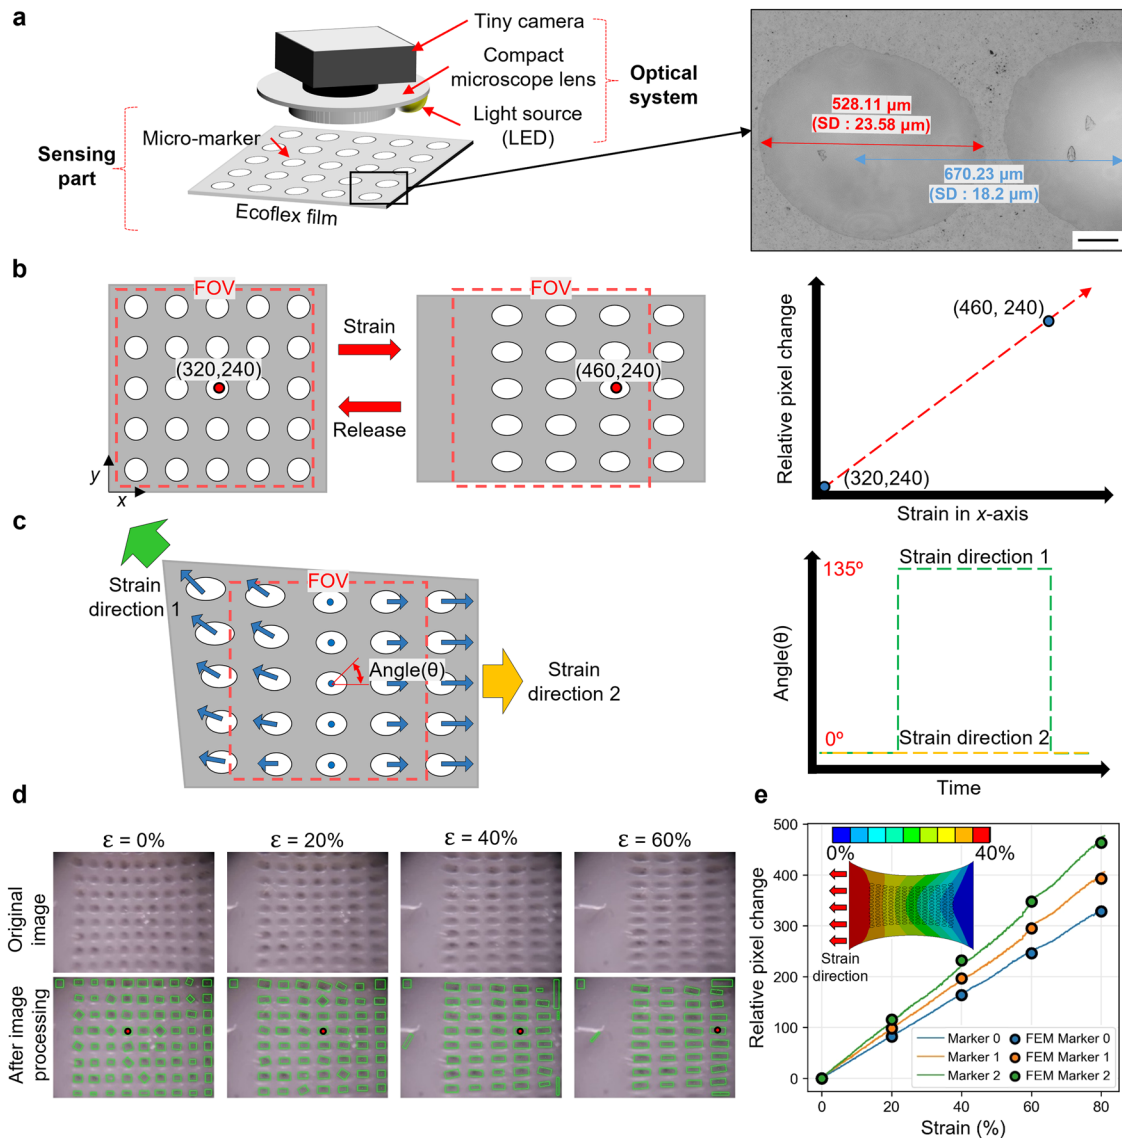 a
Tiny camera
Compact
microscope lens
Light source
(LED)
Optical
system
Micro-marker
Sensing
part
Ecoflex film
528.11 µm
(SD : 23.58 µm)
670.23 µm
(SD : 18.2 µm)
b
FOV
(320,240)
y
x
Strain
Release
FOV
(460,240)
Relative pixel change
(460, 240)
(320,240)
Strain in x-axis
c
Strain
direction 1
FOV
Angle(θ)
Strain
direction 2
Angle(θ)
135º
Strain direction 1
0º
Strain direction 2
Time
d
Ɛ = 0%
Ɛ = 20%
Ɛ = 40%
Ɛ = 60%
Original
image
After image
processing
e
Relative pixel change
500
400
300
200
100
0
0%
40%
Strain
direction
Marker 0
Marker 1
Marker 2
FEM Marker 0
FEM Marker 1
FEM Marker 2
0
20
40
60
80
Strain (%)